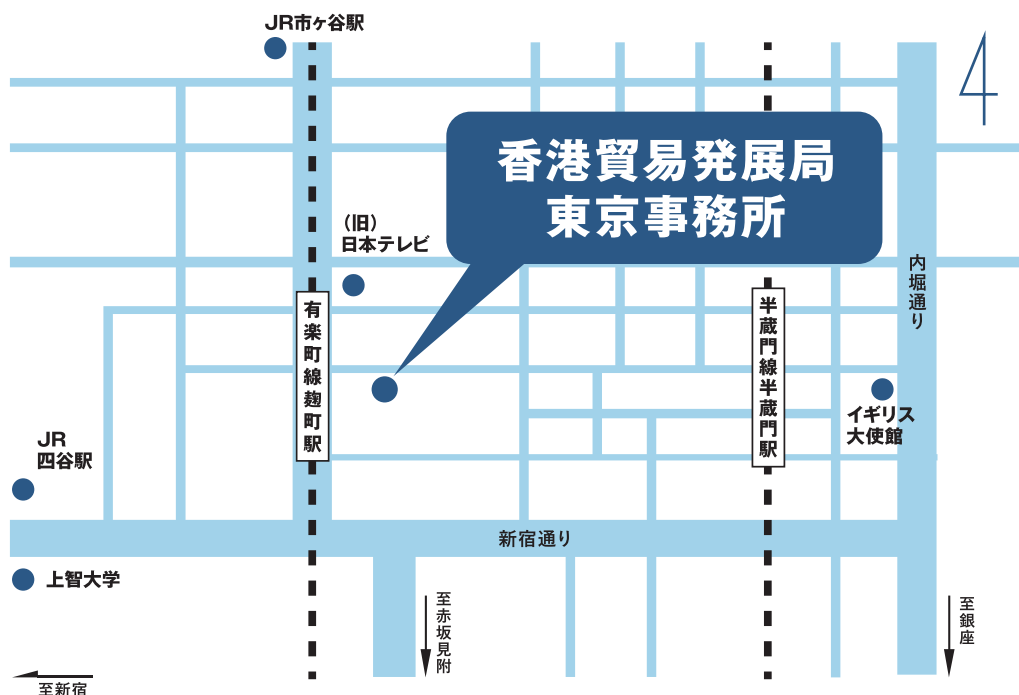 JR市ヶ谷駅
香港貿易発展局
東京事務所
（旧）
日本テレビ
内堀通り
有楽町線麹町駅
半蔵門線半蔵門駅
イギリス
大使館
JR
四谷駅
新宿通り
上智大学
至赤坂見附
至銀座
至新宿